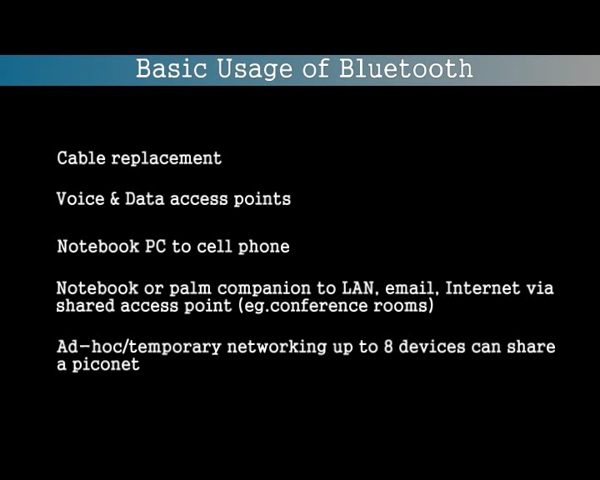 Basic Usage of Bluetooth
Cable replacement
Voice & Data access points
Notebook PC to cell phone
Notebook or palm companion to LAN, email, Internet via
shared access point (eg.conference rooms)
Ad-hoc/temporary networking up to 8 devices can share
a piconet